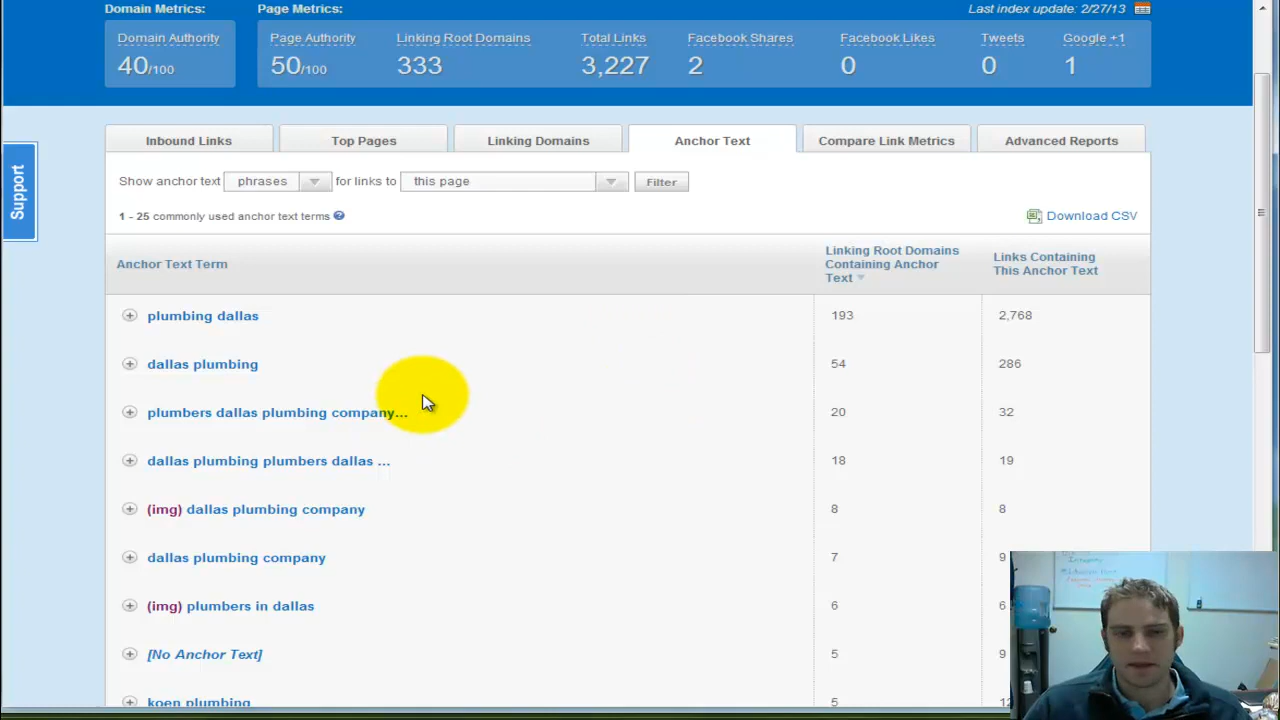 Domain Metrics: Page Metrics: Last index update: 2/27/13
Domain Authority Page Authority Linking Root Domains Total Links Facebook Shares Facebook Likes Tweets Google +1
40/100 50/100 333 3,227 2 0 0 1
Inbound Links Top Pages Linking Domains Anchor Text Compare Link Metrics Advanced Reports
Support
Show anchor text phrases for links to this page Filter
1 - 25 commonly used anchor text terms ? Download CSV
Anchor Text Term
Linking Root Domains
Containing Anchor
Text
Links Containing
This Anchor Text
plumbing dallas 193 2,768
dallas plumbing 54 286
plumbers dallas plumbing company... 20 32
dallas plumbing plumbers dallas ... 18 19
(img) dallas plumbing company 8 8
dallas plumbing company 7 9
(img) plumbers in dallas 6 6
[No Anchor Text] 5 9
koen plumbing 5